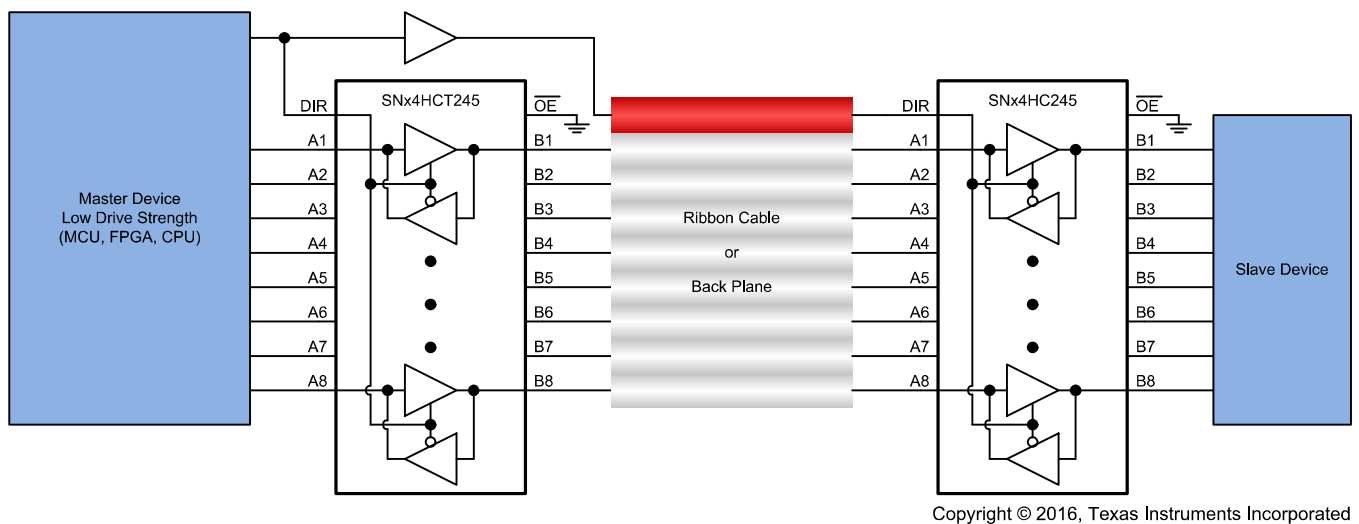 SNx4HCT245
SNx4HC245
DIR
OE
DIR
OE
A1
B1
A1
B1
A2
B2
A2
B2
Master Device
Low Drive Strength
(MCU, FPGA, CPU)
A3
B3
Ribbon Cable
A3
B3
A4
B4
or
A4
B4
Slave Device
A5
B5
Back Plane
A5
B5
A6
B6
A6
B6
A7
B7
A7
B7
A8
B8
A8
B8
Copyright © 2016, Texas Instruments Incorporated